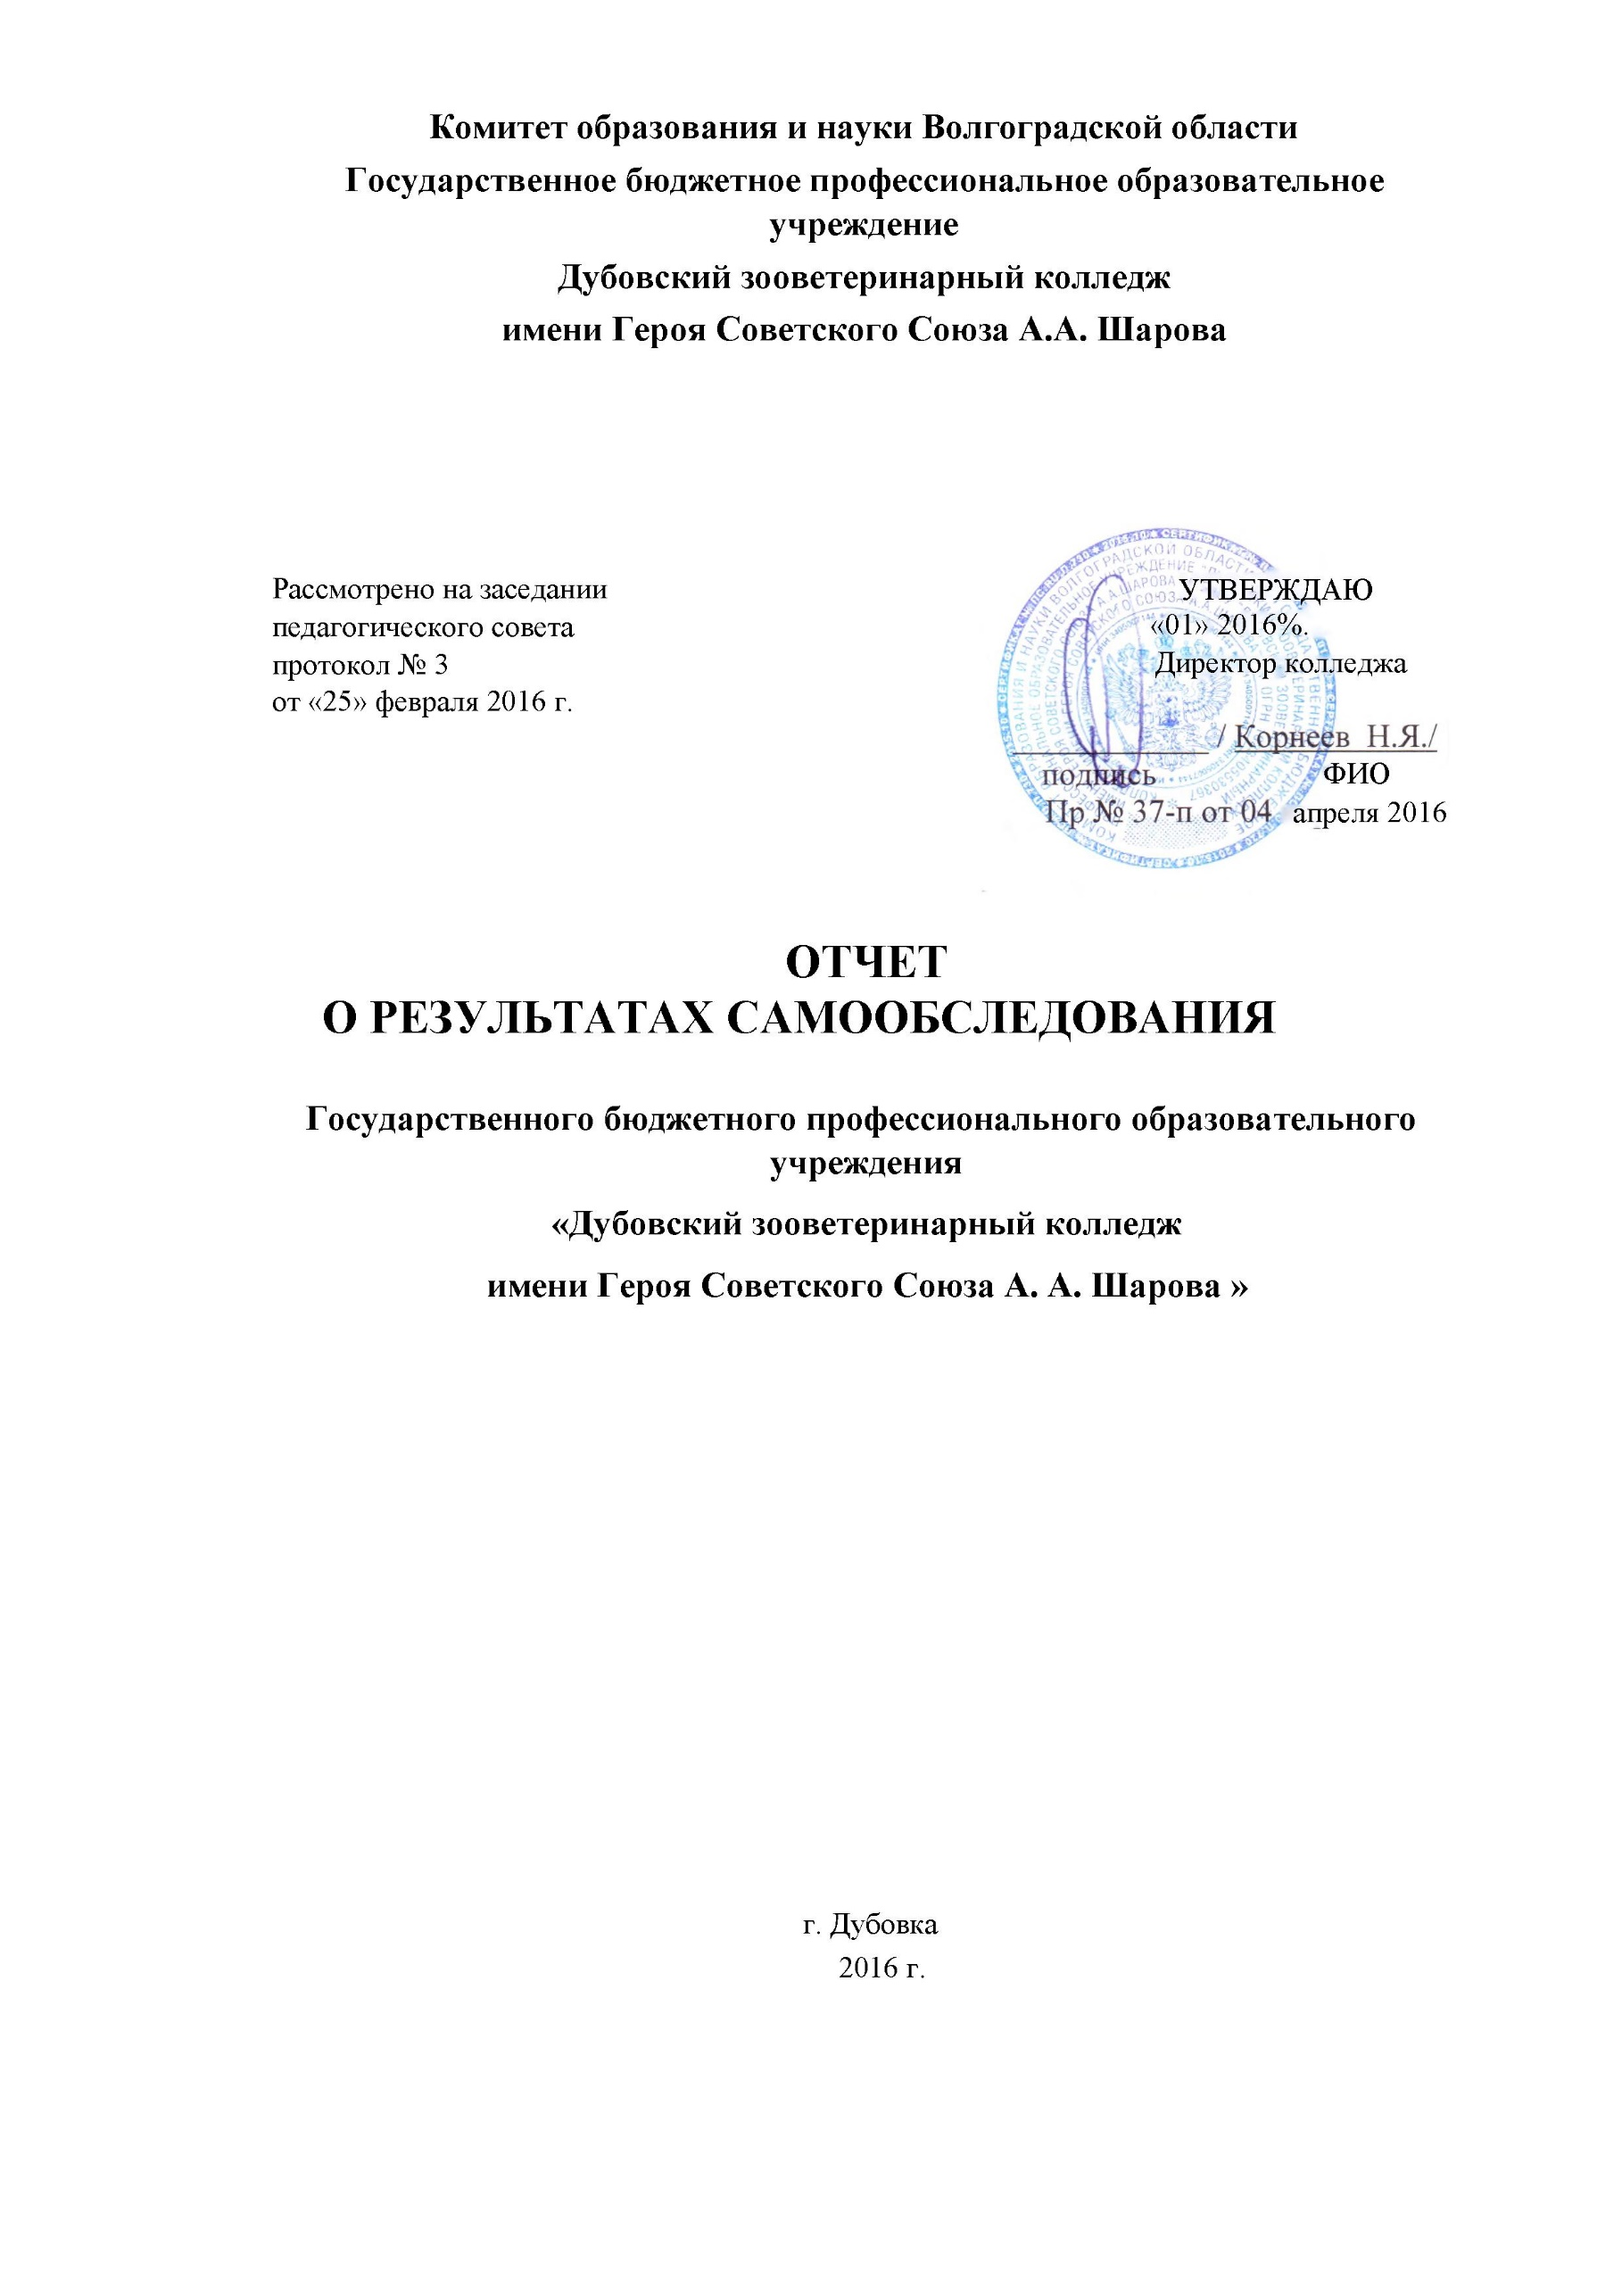 Комитет образования и науки Волгоградской области
Государственное бюджетное профессиональное образовательное
учреждение
Дубовский зооветеринарный колледж
имени Героя Советского Союза А.А. Шарова
Рассмотрено на заседании
педагогического совета
протокол № 3
от «25» февраля 2016 г.
УТВЕРЖДАЮ
«01» 2016%.
Директор колледжа
/ Корнеев Н.Я./
подпись ФИО
Пр № 37-п от 04 апреля 2016
ОТЧЕТ
О РЕЗУЛЬТАТАХ САМООБСЛЕДОВАНИЯ
Государственного бюджетного профессионального образовательного
учреждения
«Дубовский зооветеринарный колледж
имени Героя Советского Союза А. А. Шарова »
г. Дубовка
2016 г.